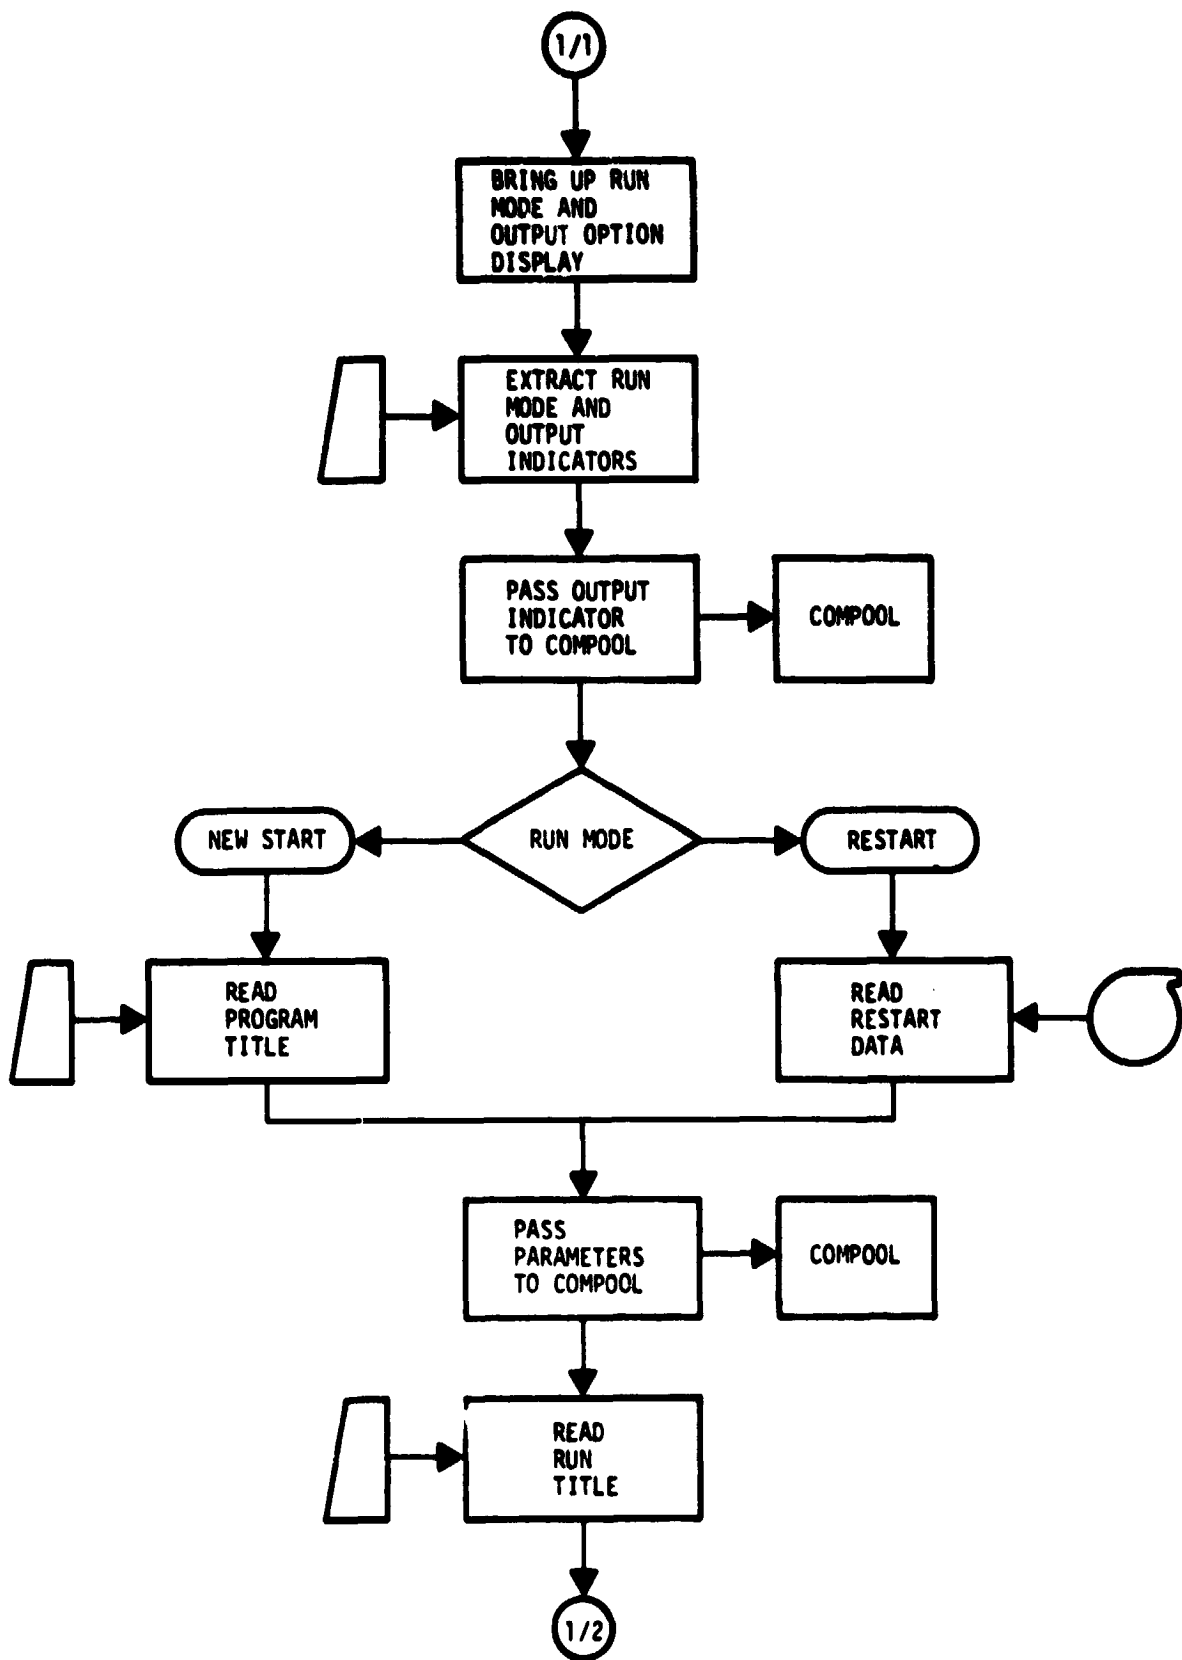 1/1
BRING UP RUN
MODE AND
OUTPUT OPTION
DISPLAY
EXTRACT RUN
MODE AND
OUTPUT
INDICATORS
PASS OUTPUT
INDICATOR
TO COMPOOL
COMPOOL
NEW START
RUN MODE
RESTART
READ
PROGRAM
TITLE
READ
RESTART
DATA
PASS
PARAMETERS
TO COMPOOL
COMPOOL
READ
RUN
TITLE
1/2